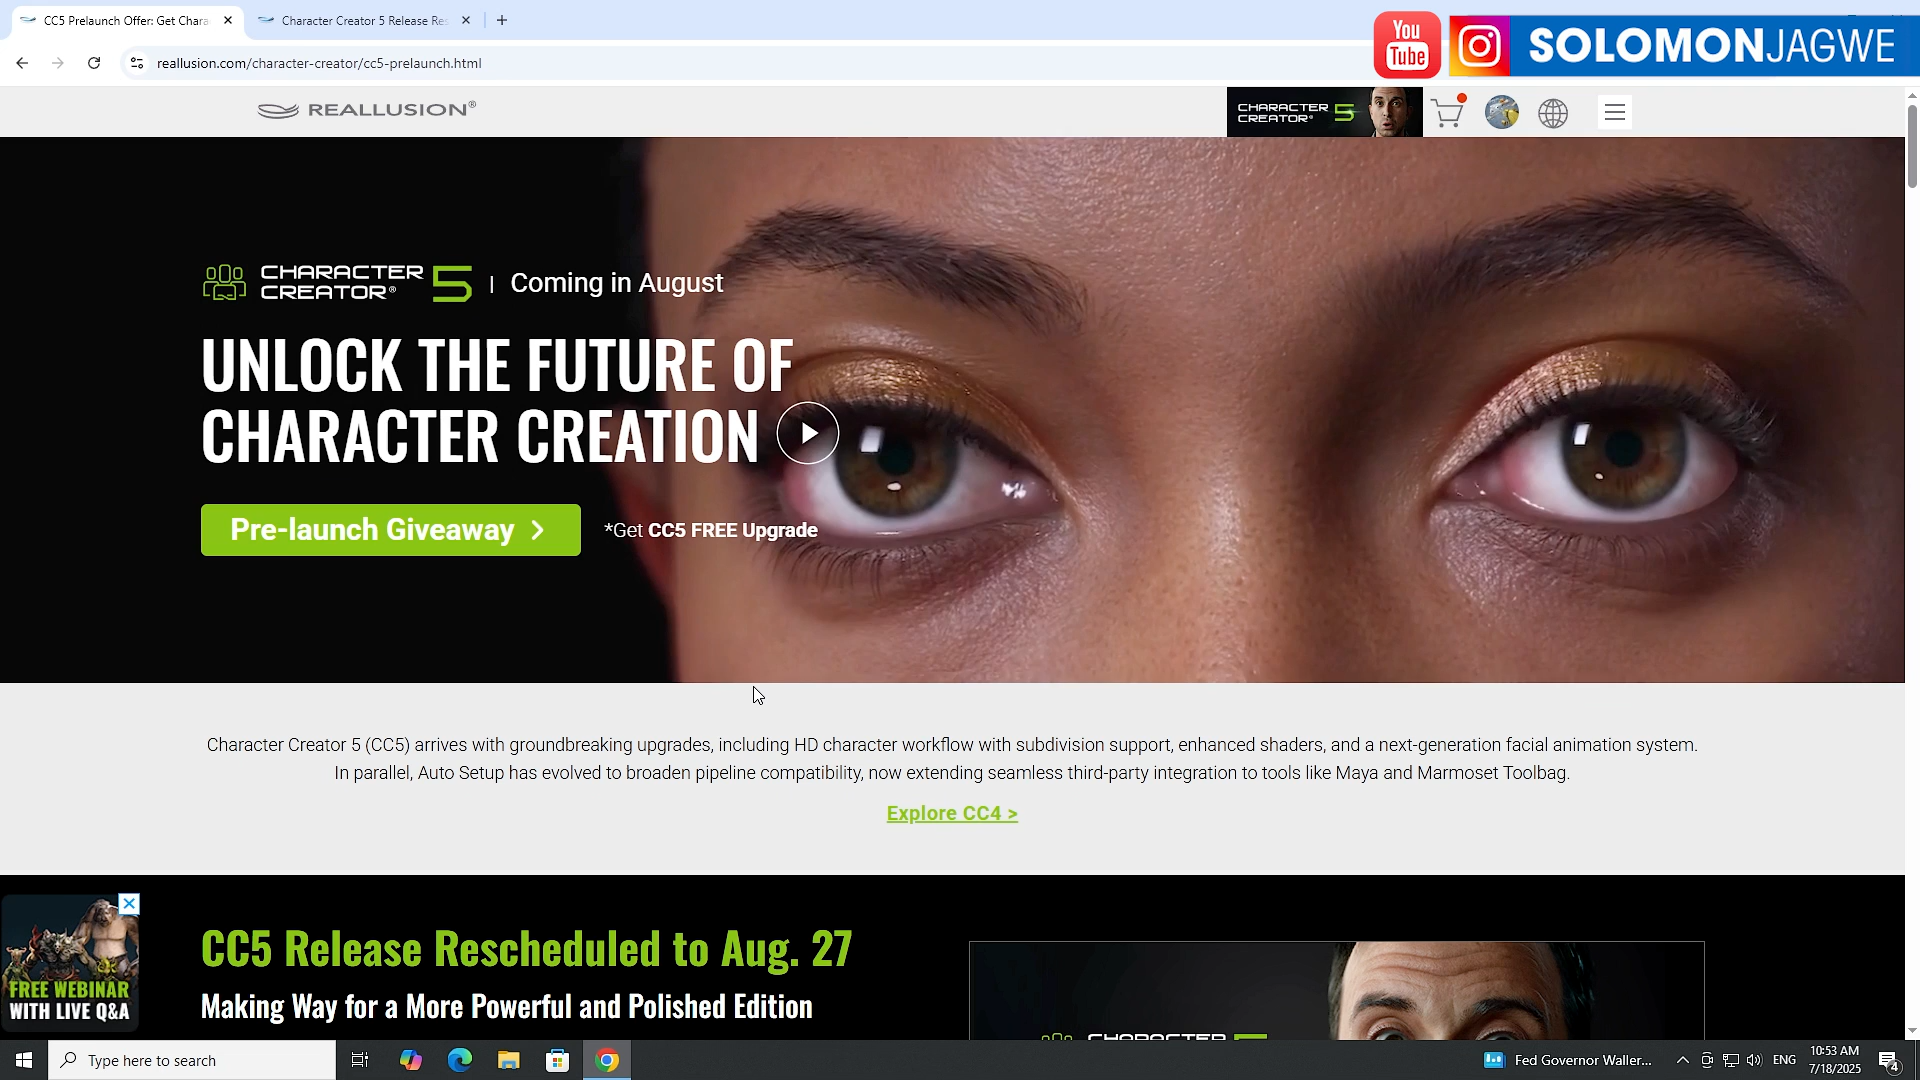 CC5 Prelaunch Offer: Get Chara
Character Creator 5 Release Re
reallusion.com/character-creator/cc5-prelaunch.html
You
Tube
SOLOMONJAGWE
REALLUSION®
CHARACTER
CREATOR® 5
CHARACTER
CREATOR® 5 | Coming in August
UNLOCK THE FUTURE OF
CHARACTER CREATION
Pre-launch Giveaway
*Get CC5 FREE Upgrade
Character Creator 5 (CC5) arrives with groundbreaking upgrades, including HD character workflow with subdivision support, enhanced shaders, and a next-generation facial animation system.
In parallel, Auto Setup has evolved to broaden pipeline compatibility, now extending seamless third-party integration to tools like Maya and Marmoset Toolbag.
Explore CC4 >
FREE WEBINAR
WITH LIVE Q&A
CC5 Release Rescheduled to Aug. 27
Making Way for a More Powerful and Polished Edition
CHARACTER 5
Type here to search
Fed Governor Waller...
ENG
10:53 AM
7/18/2025
4